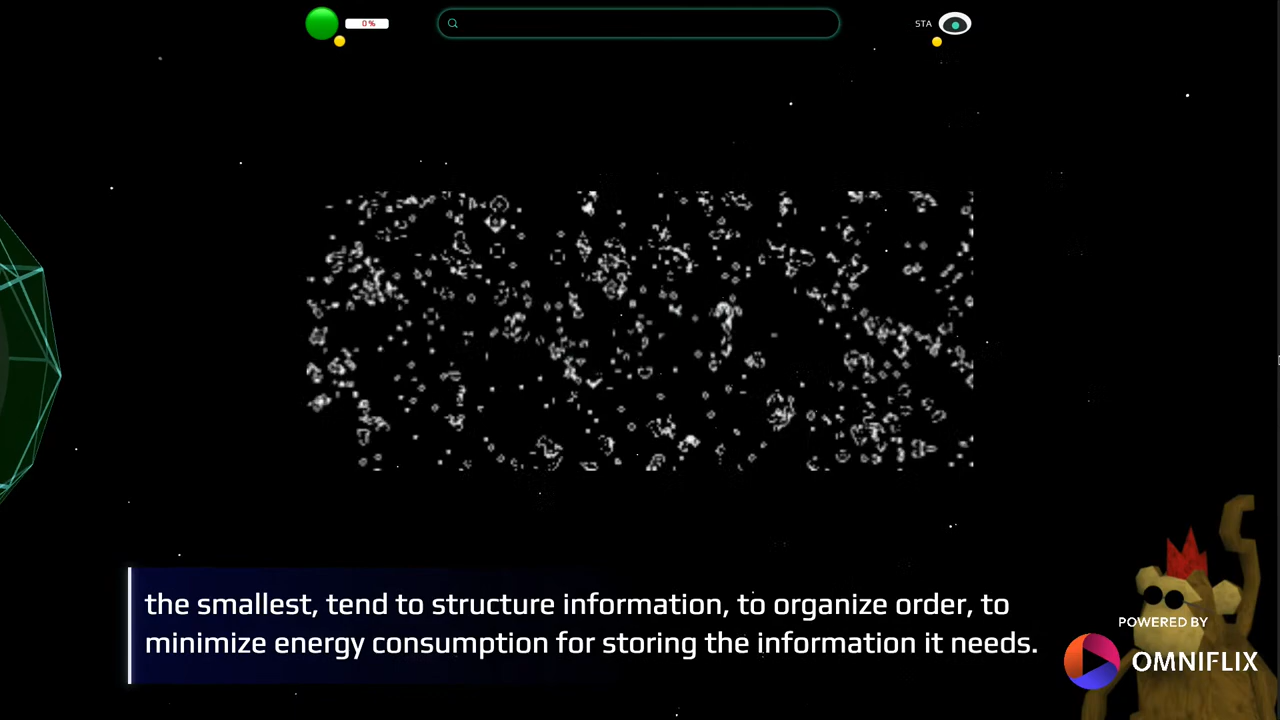 0 %
STA
the smallest, tend to structure information, to organize order, to
minimize energy consumption for storing the information it needs.
POWERED BY
OMNIFLIX